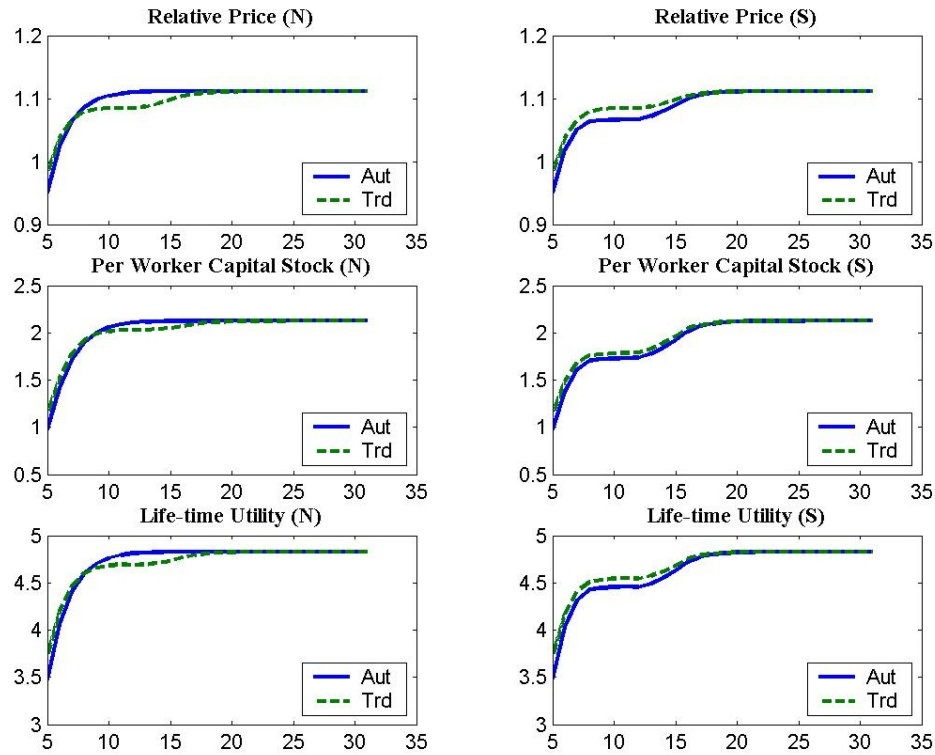 Relative Price (N)
1.2
1.1
1
0.9
5 10 15 20 25 30 35
Aut
Trd
Relative Price (S)
1.2
1.1
1
0.9
5 10 15 20 25 30 35
Aut
Trd
Per Worker Capital Stock (N)
2.5
2
1.5
1
0.5
5 10 15 20 25 30 35
Aut
Trd
Per Worker Capital Stock (S)
2.5
2
1.5
1
0.5
5 10 15 20 25 30 35
Aut
Trd
Life-time Utility (N)
5
4.5
4
3.5
3
5 10 15 20 25 30 35
Aut
Trd
Life-time Utility (S)
5
4.5
4
3.5
3
5 10 15 20 25 30 35
Aut
Trd